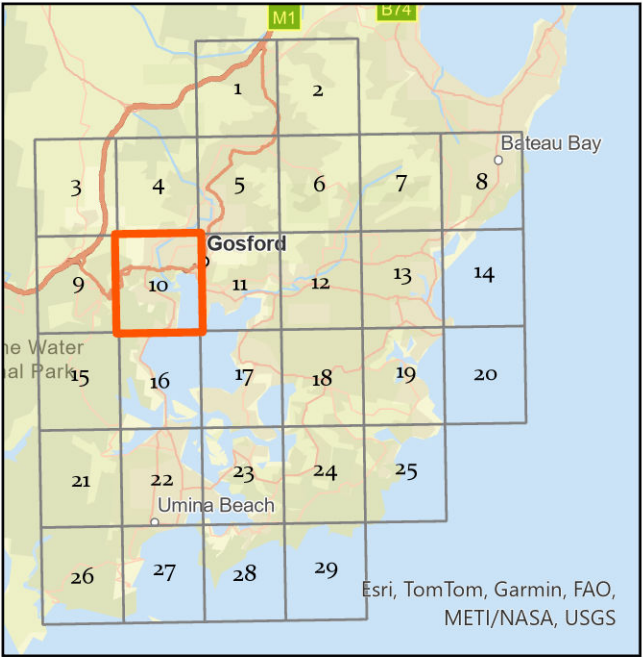 M1
B74
1 2
Bateau Bay
3 4 5 6 7 8
Gosford
9 10 11 12 13 14
ne Water
al Park
15 16 17 18 19 20
21 22 23 24 25
Umina Beach
26 27 28 29
Esri, TomTom, Garmin, FAO,
METI/NASA, USGS